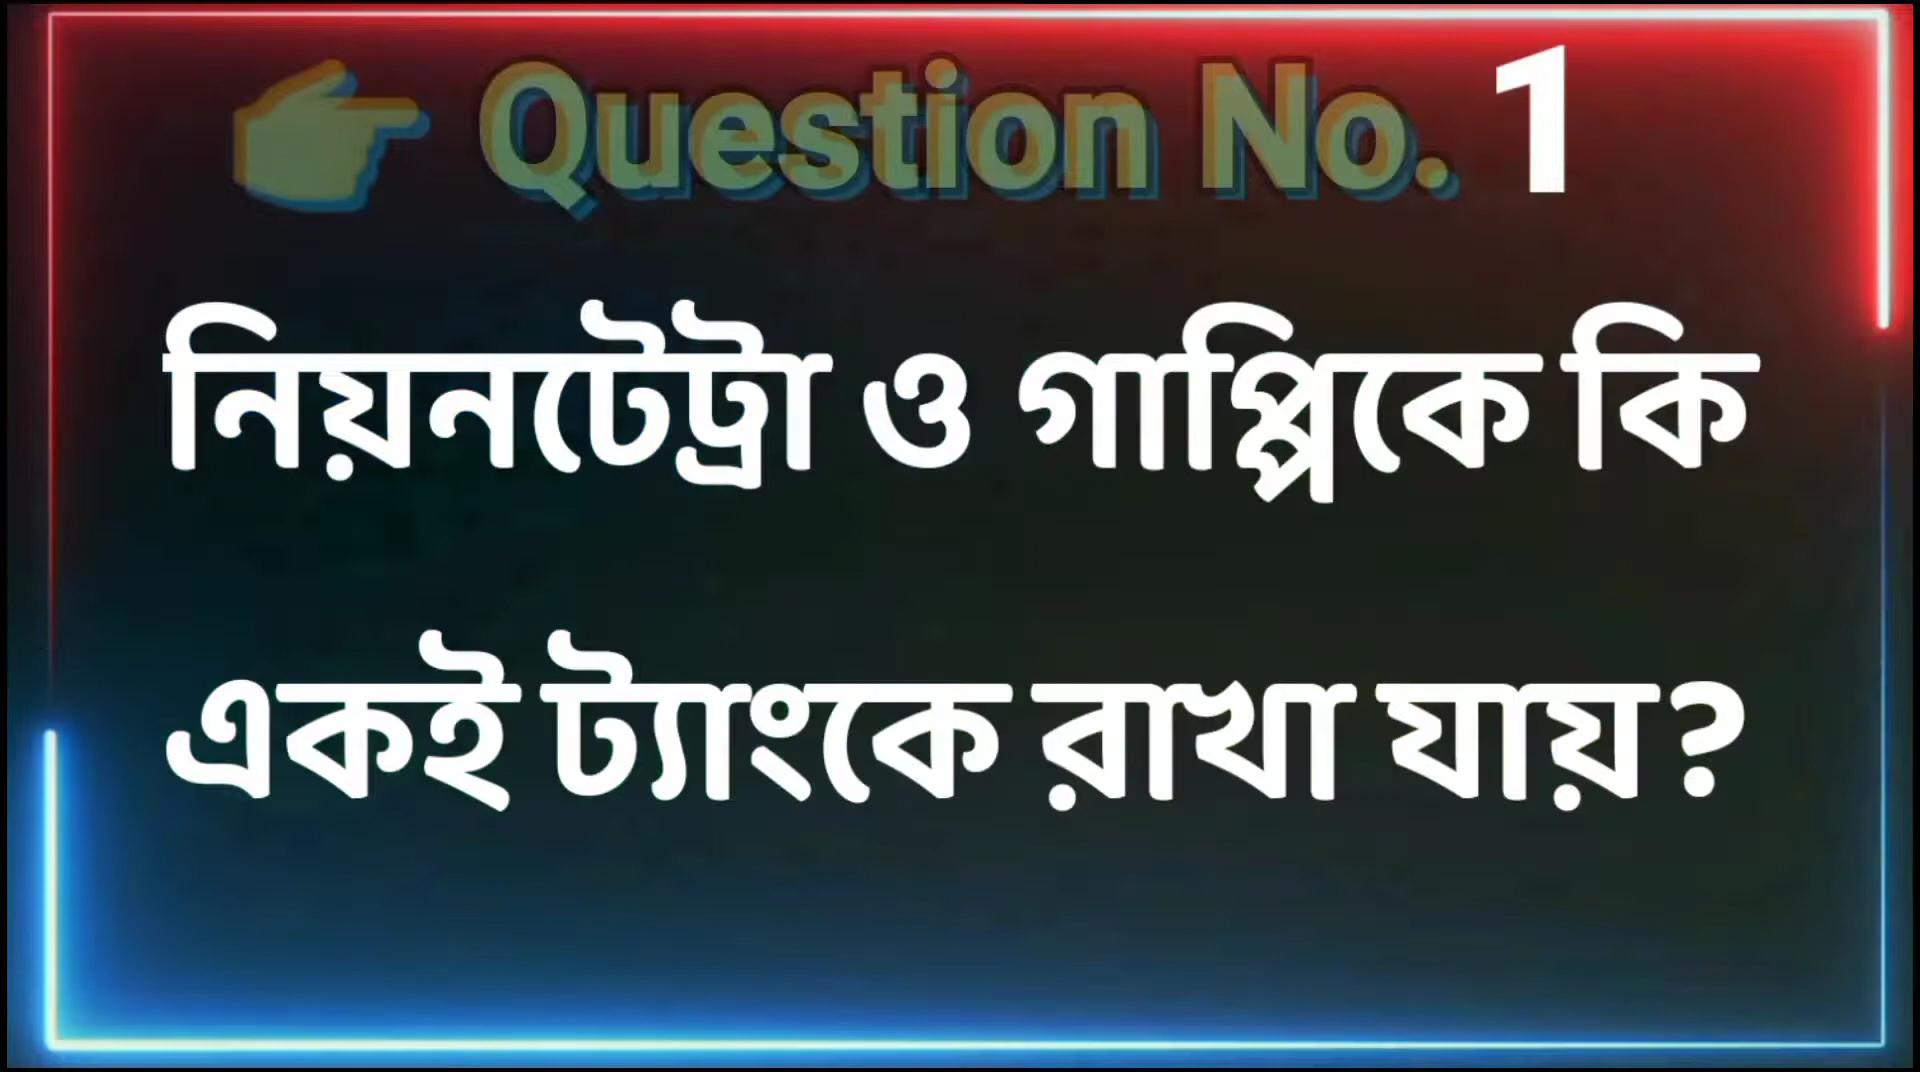 👉 Question No. 1
নিয়নটেট্রা ও গাপ্পিকে কি
একই ট্যাংকে রাখা যায়?